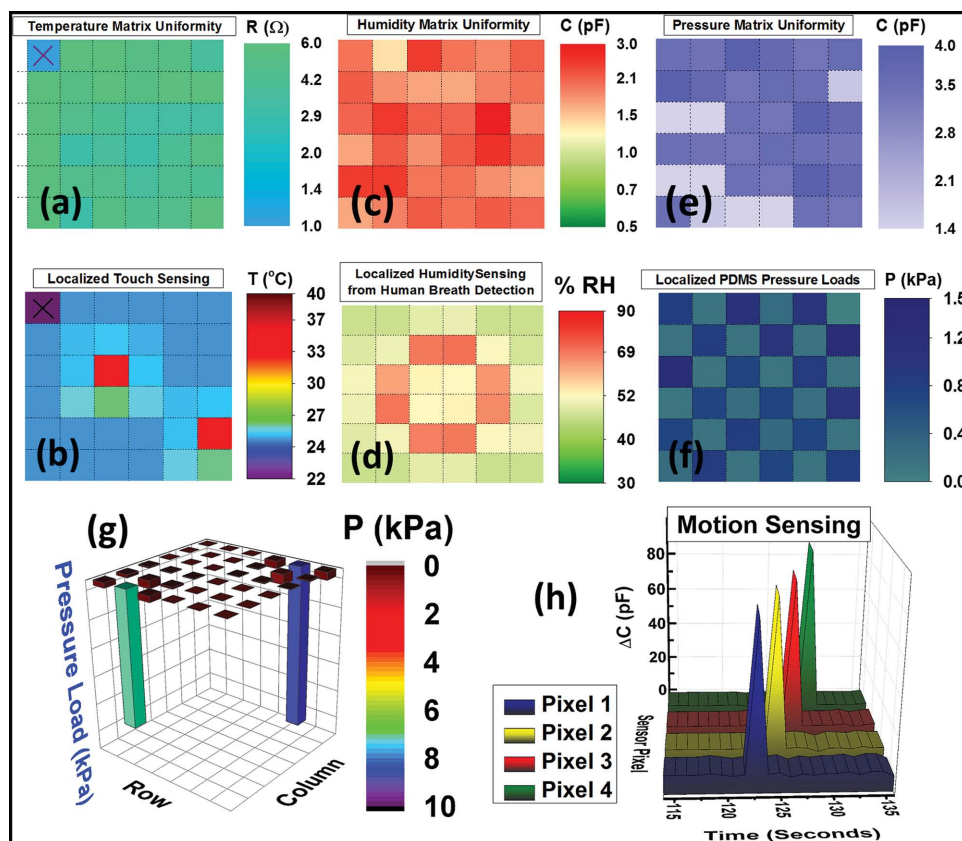 Temperature Matrix Uniformity
R (Ω)
6.0
4.2
2.9
2.0
1.4
1.0
(a)
Humidity Matrix Uniformity
C (pF)
3.0
2.1
1.5
1.0
0.7
0.5
(c)
Pressure Matrix Uniformity
C (pF)
4.0
3.8
3.4
2.9
2.1
1.4
(e)
Localized Touch Sensing
T (°C)
40
37
33
30
27
26
24
22
(b)
Localized HumiditySensing
from Human Breath Detection
% RH
90
69
52
40
30
(d)
Localized PDMS Pressure Loads
P (kPa)
1.5
1.2
0.8
0.4
0.0
(f)
(g)
P (kPa)
0
2
4
6
8
10
Pressure Load (kPa)
Row
Column
Motion Sensing
(h)
ΔC (pF)
80
60
40
20
0
Sensor Pixel
Pixel 1
Pixel 2
Pixel 3
Pixel 4
115
120
125
130
135
Time (Seconds)